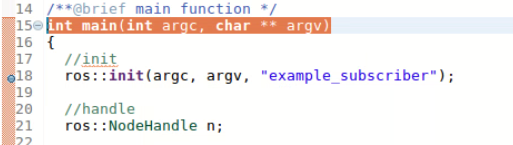 14 /**@brief main function */
15 int main(int argc, char ** argv)
16 {
17 //init
18 ros::init(argc, argv, "example_subscriber");
19
20 //handle
21 ros::NodeHandle n;
22